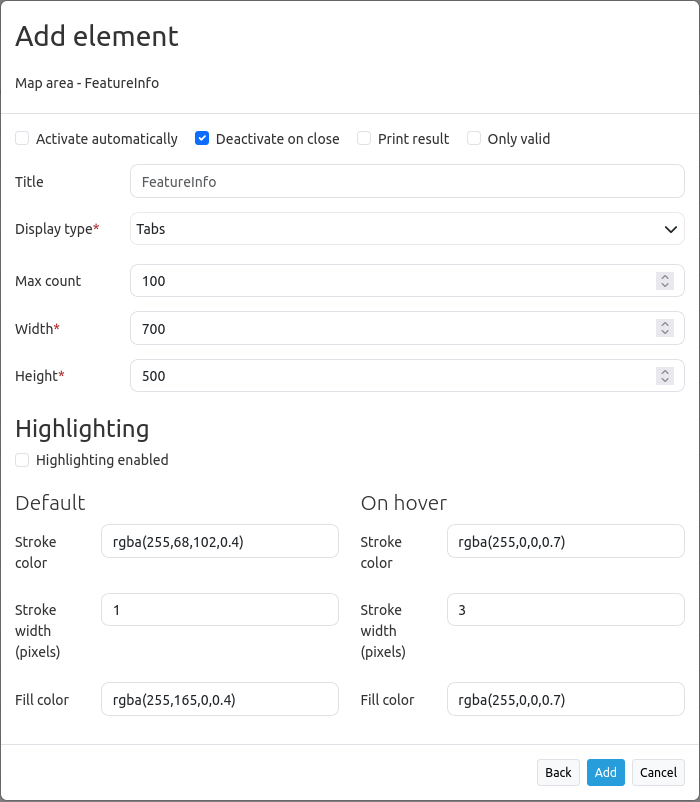 Add element
Map area - FeatureInfo
Activate automatically Deactivate on close Print result Only valid
Title FeatureInfo
Display type* Tabs
Max count 100
Width* 700
Height* 500
Highlighting
Highlighting enabled
Default On hover
Stroke color rgba(255,68,102,0.4) Stroke color rgba(255,0,0,0.7)
Stroke width (pixels) 1 Stroke width (pixels) 3
Fill color rgba(255,165,0,0.4) Fill color rgba(255,0,0,0.7)
Back Add Cancel